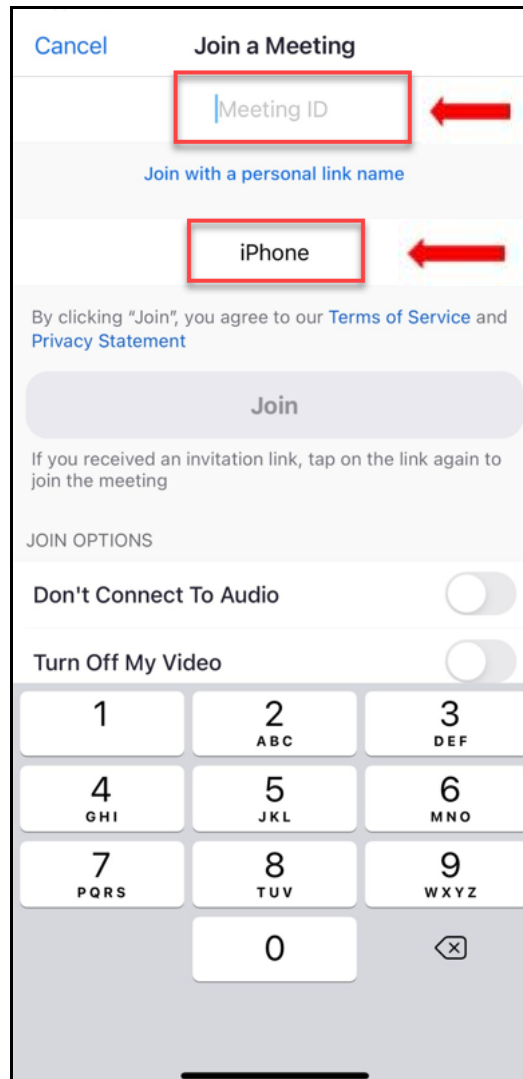 Cancel Join a Meeting
Meeting ID
Join with a personal link name
iPhone
By clicking “Join”, you agree to our Terms of Service and
Privacy Statement
Join
If you received an invitation link, tap on the link again to
join the meeting
JOIN OPTIONS
Don't Connect To Audio
Turn Off My Video
1 2 3
ABC DEF
4 5 6
GHI JKL MNO
7 8 9
PQRS TUV WXYZ
0